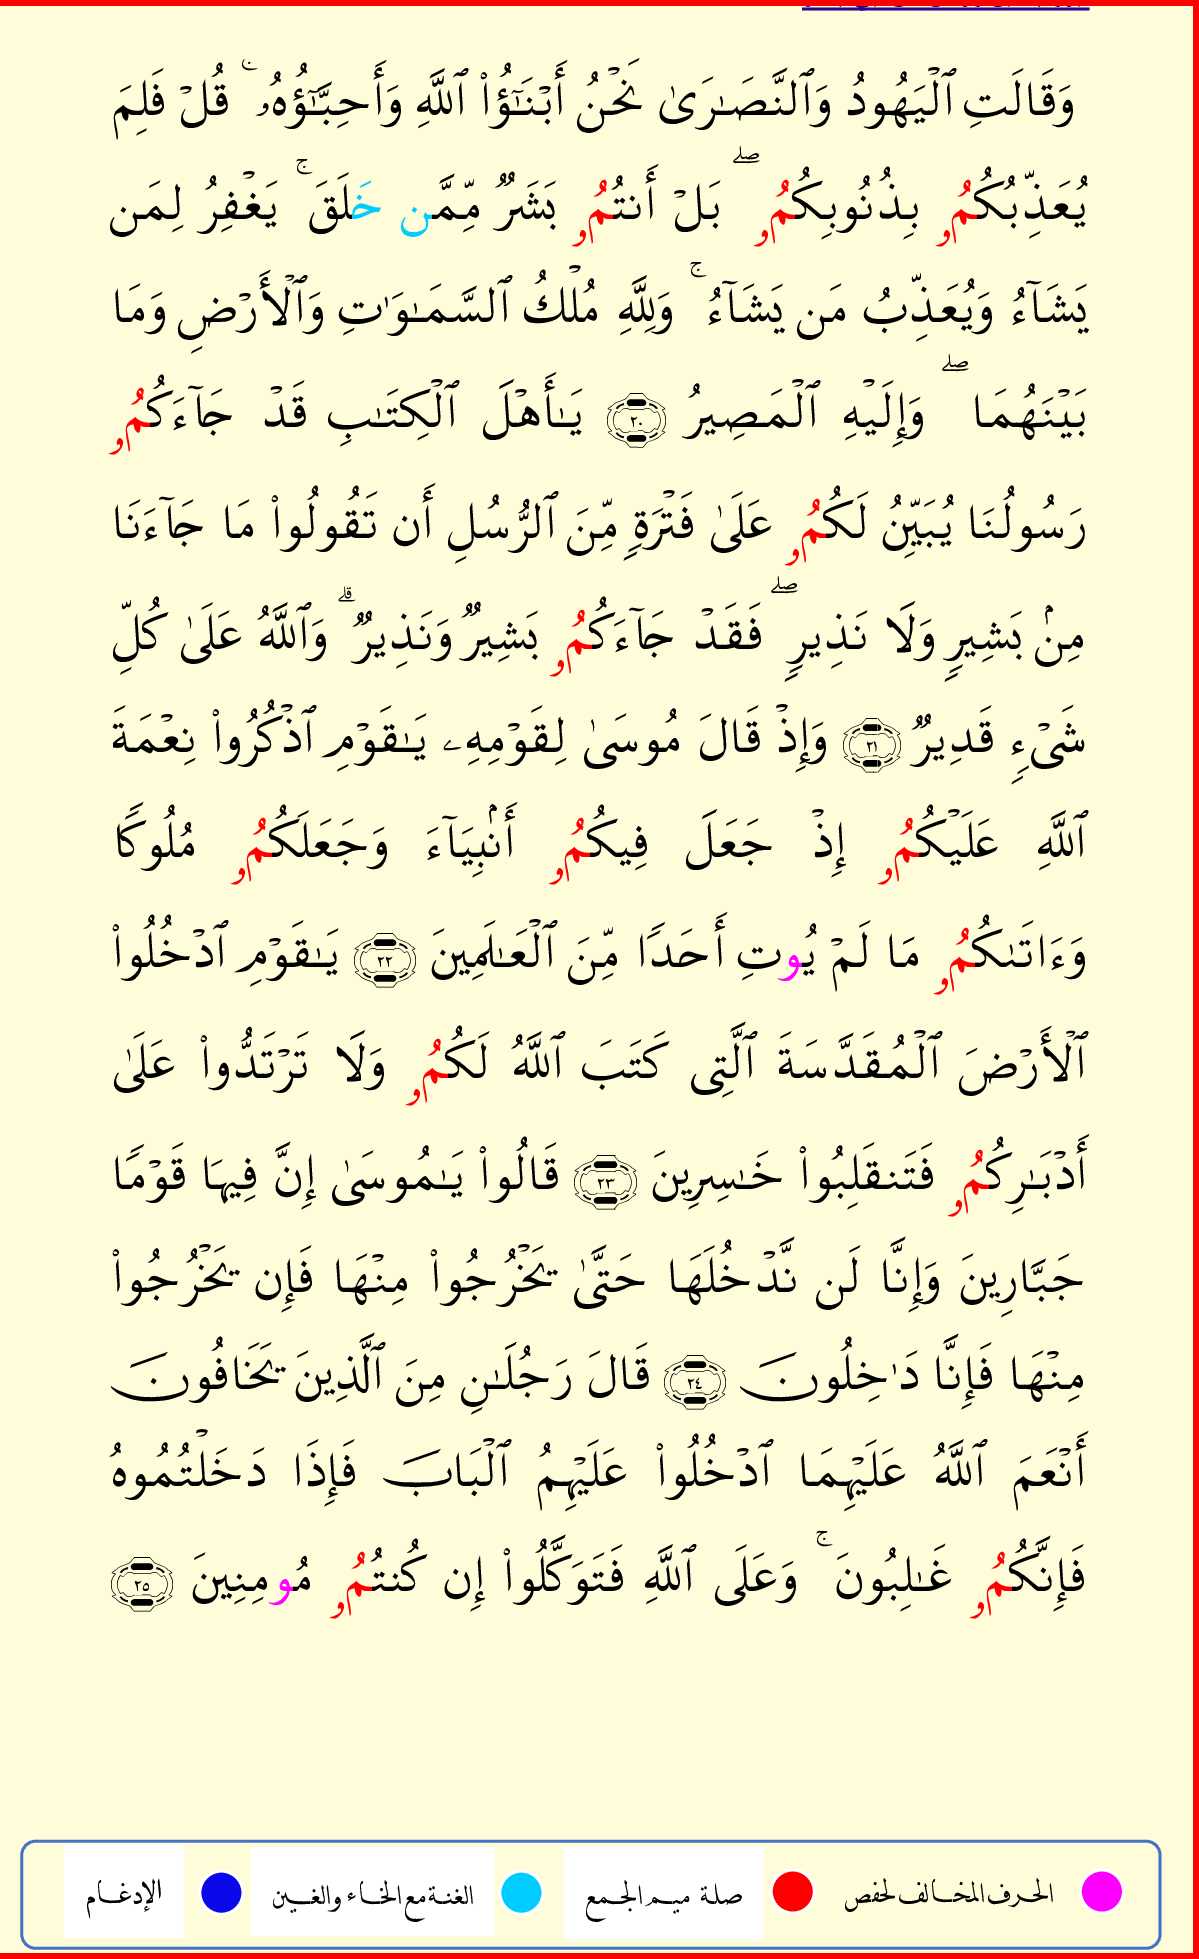 وَقَالَتِ ٱلۡيَهُودُ وَٱلنَّصَٰرَىٰ نَحۡنُ أَبۡنَٰٓؤُاْ ٱللَّهِ وَأَحِبَّٰٓؤُهُۥ ۚ قُلۡ فَلِمَ
يُعَذِّبُكُمُۥ بِذُنُوبِكُمُۥ ۖ بَلۡ أَنتُمُۥ بَشَرٞ مِّمَّن خَلَقَ ۚ يَغۡفِرُ لِمَن
يَشَآءُ وَيُعَذِّبُ مَن يَشَآءُ ۚ وَلِلَّهِ مُلۡكُ ٱلسَّمَٰوَٰتِ وَٱلۡأَرۡضِ وَمَا
بَيۡنَهُمَا ۖ وَإِلَيۡهِ ٱلۡمَصِيرُ ٢٠ يَٰٓأَهۡلَ ٱلۡكِتَٰبِ قَدۡ جَآءَكُمُۥ
رَسُولُنَا يُبَيِّنُ لَكُمُۥ عَلَىٰ فَتۡرَةٖ مِّنَ ٱلرُّسُلِ أَن تَقُولُواْ مَا جَآءَنَا
مِنۢ بَشِيرٖ وَلَا نَذِيرٖ ۖ فَقَدۡ جَآءَكُمُۥ بَشِيرٞ وَنَذِيرٞ ۗ وَٱللَّهُ عَلَىٰ كُلِّ
شَيۡءٖ قَدِيرٞ ٢١ وَإِذۡ قَالَ مُوسَىٰ لِقَوۡمِهِۦ يَٰقَوۡمِ ٱذۡكُرُواْ نِعۡمَةَ
ٱللَّهِ عَلَيۡكُمُۥ إِذۡ جَعَلَ فِيكُمُۥ أَنۢبِيَآءَ وَجَعَلَكُمُۥ مُلُوكٗا
وَءَاتَىٰكُمُۥ مَا لَمۡ يُوتِ أَحَدٗا مِّنَ ٱلۡعَٰلَمِينَ ٢٢ يَٰقَوۡمِ ٱدۡخُلُواْ
ٱلۡأَرۡضَ ٱلۡمُقَدَّسَةَ ٱلَّتِي كَتَبَ ٱللَّهُ لَكُمُۥ وَلَا تَرۡتَدُّواْ عَلَىٰ
أَدۡبَٰرِكُمُۥ فَتَنقَلِبُواْ خَٰسِرِينَ ٢٣ قَالُواْ يَٰمُوسَىٰ إِنَّ فِيهَا قَوۡمٗا
جَبَّارِينَ وَإِنَّا لَن نَّدۡخُلَهَا حَتَّىٰ يَخۡرُجُواْ مِنۡهَا فَإِن يَخۡرُجُواْ
مِنۡهَا فَإِنَّا دَٰخِلُونَ ٢٤ قَالَ رَجُلَٰنِ مِنَ ٱلَّذِينَ يَخَافُونَ
أَنۡعَمَ ٱللَّهُ عَلَيۡهِمَا ٱدۡخُلُواْ عَلَيۡهِمُ ٱلۡبَابَ فَإِذَا دَخَلۡتُمُوهُ
فَإِنَّكُمُۥ غَٰلِبُونَ ۚ وَعَلَى ٱللَّهِ فَتَوَكَّلُواْ إِن كُنتُمُۥ مُومِنِينَ ٢٥
الحرف المخالف لحفص صلة ميم الجمع الغنة مع الخاء والغين الإدغام